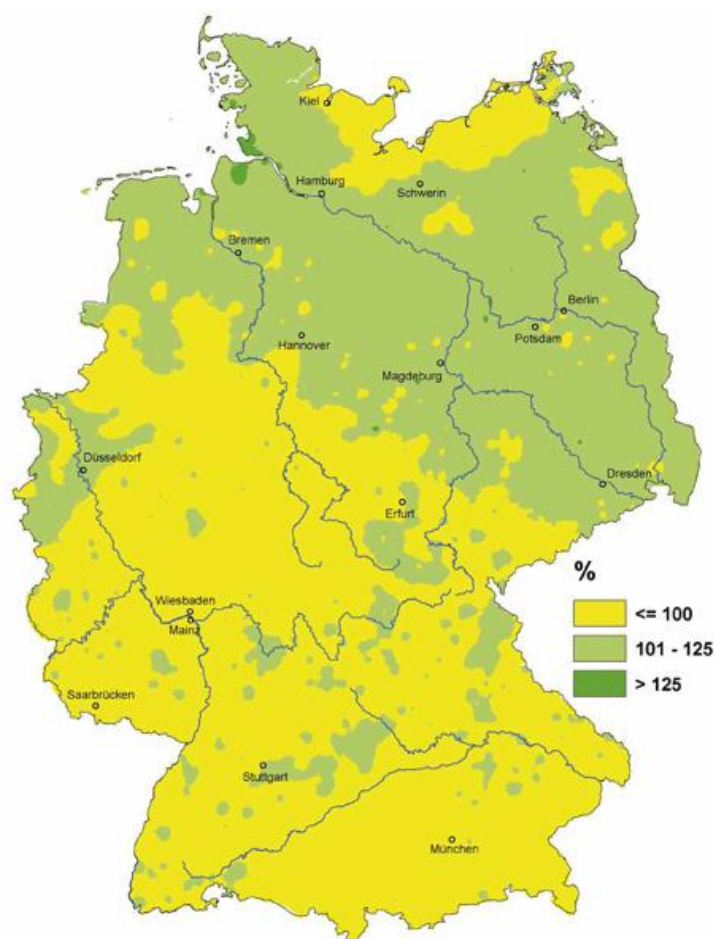 Kiel
Hamburg
Schwerin
Bremen
Berlin
Hannover
Potsdam
Magdeburg
Düsseldorf
Dresden
Erfurt
%
Wiesbaden
<= 100
Mainz
101 - 125
> 125
Saarbrücken
Stuttgart
München